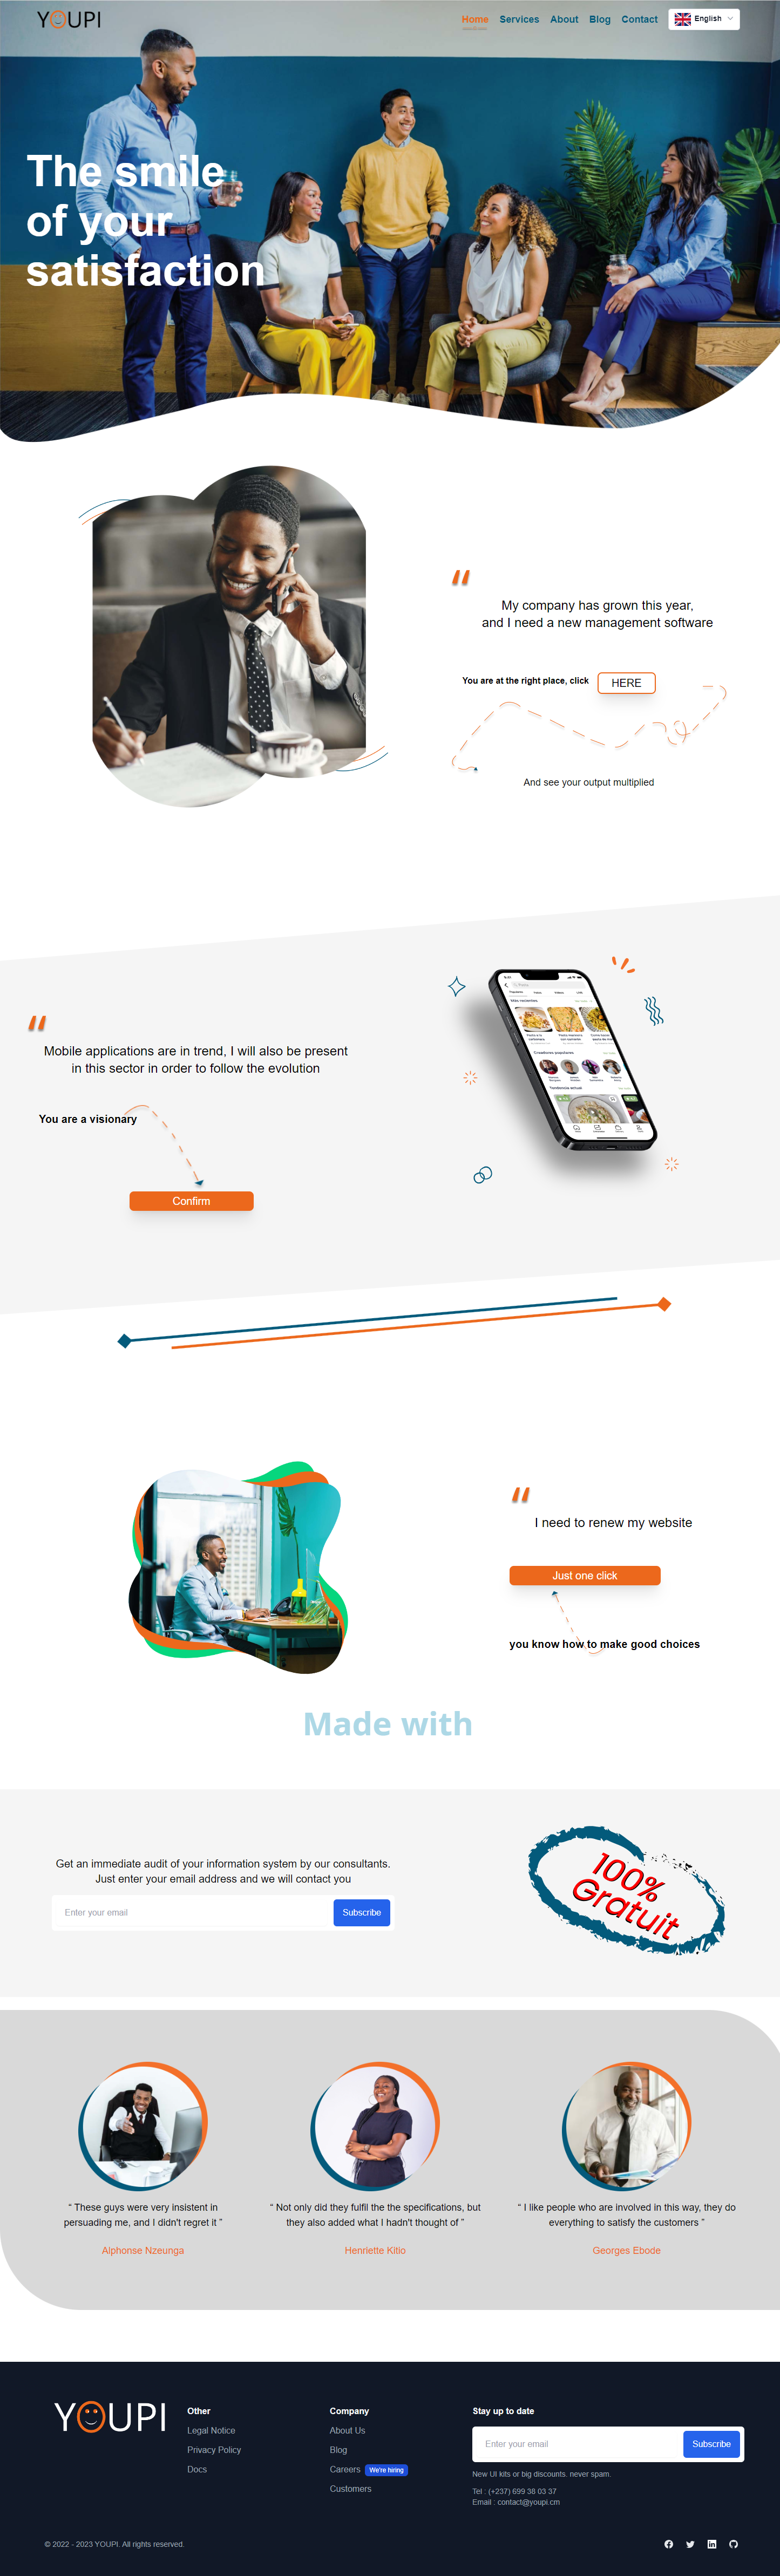 YOUPI
Home Services About Blog Contact English
The smile
of your
satisfaction
My company has grown this year,
and I need a new management software
You are at the right place, click HERE
And see your output multiplied
Mobile applications are in trend, I will also be present
in this sector in order to follow the evolution
You are a visionary
Confirm
I need to renew my website
Just one click
you know how to make good choices
Made with
Get an immediate audit of your information system by our consultants.
Just enter your email address and we will contact you
Enter your email Subscribe
100%
Gratuit
“ These guys were very insistent in
persuading me, and I didn't regret it ”
Alphonse Nzeunga
“ Not only did they fulfil the the specifications, but
they also added what I hadn't thought of ”
Henriette Kitio
“ I like people who are involved in this way, they do
everything to satisfy the customers ”
Georges Ebode
YOUPI
Other
Legal Notice
Privacy Policy
Docs
Company
About Us
Blog
Careers We're hiring
Customers
Stay up to date
Enter your email Subscribe
New UI kits or big discounts. never spam.
Tel : (+237) 699 38 03 37
Email : contact@youpi.cm
© 2022 - 2023 YOUPI. All rights reserved.